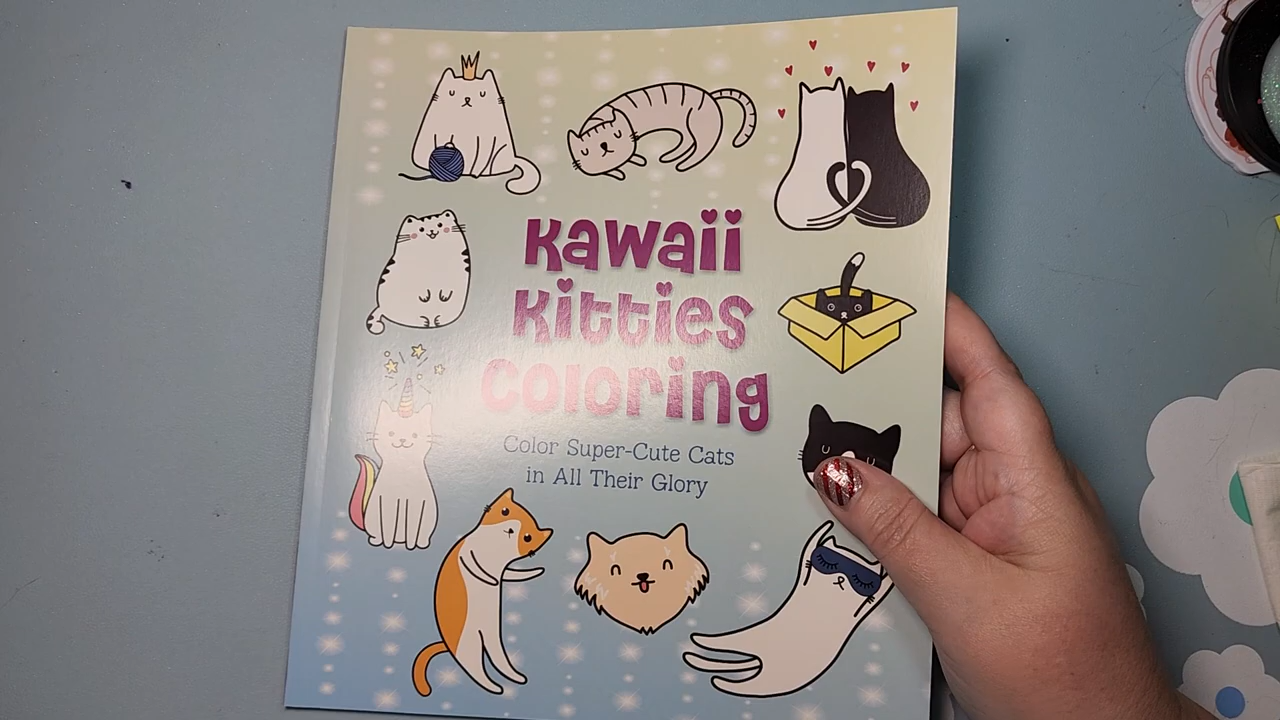 Kawaii
Kitties
Coloring
Color Super-Cute Cats
in All Their Glory